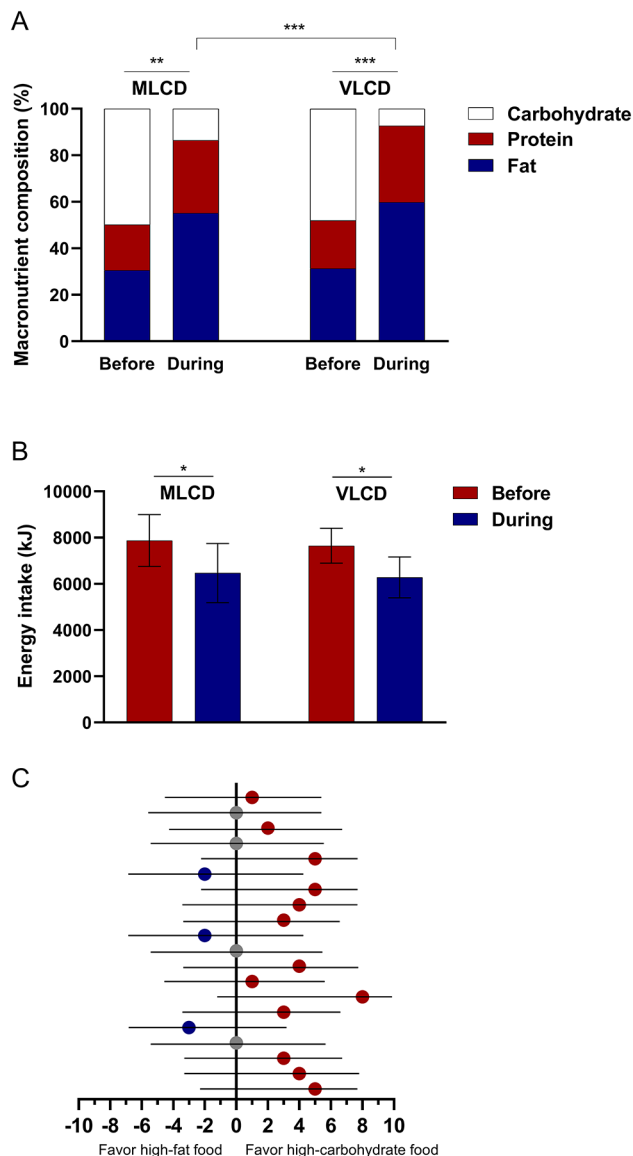 A
***
** ***
MLCD VLCD
Macronutrient composition (%)
100
80
60
40
20
0
Before During Before During
Carbohydrate
Protein
Fat
B
* *
MLCD VLCD
Energy intake (kJ)
10000
8000
6000
4000
2000
0
Before
During
C
-10 -8 -6 -4 -2 0 2 4 6 8 10
Favor high-fat food Favor high-carbohydrate food